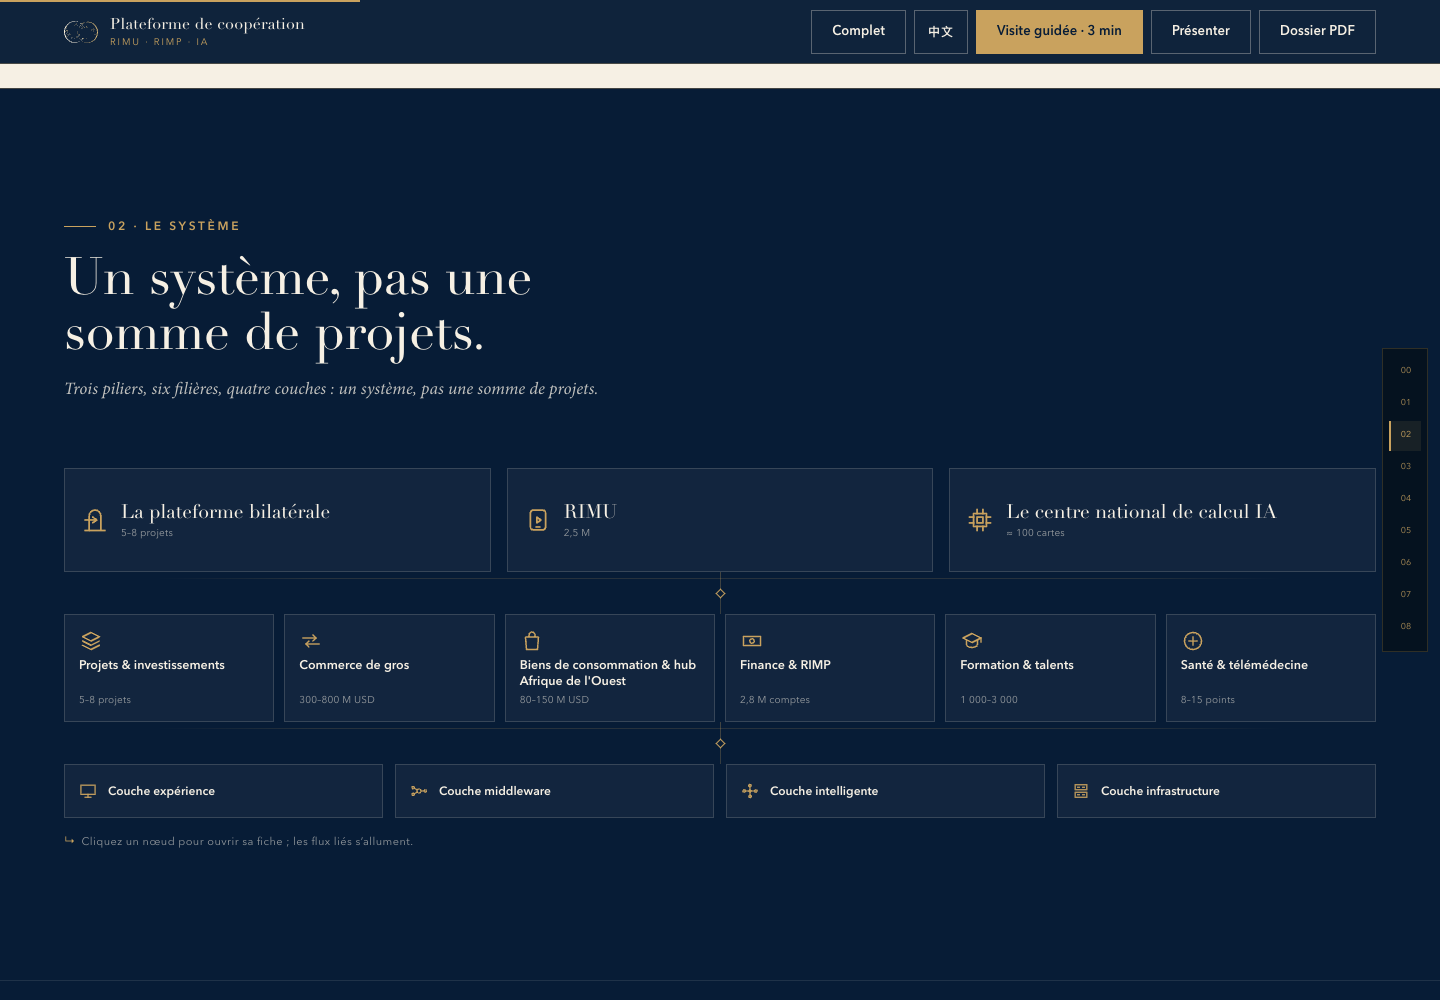 Plateforme de coopération
RIMU · RIMP · IA
Complet
中文
Visite guidée · 3 min
Présenter
Dossier PDF
02 · LE SYSTÈME
Un système, pas une
somme de projets.
Trois piliers, six filières, quatre couches : un système, pas une somme de projets.
00
01
02
03
04
05
06
07
08
La plateforme bilatérale
5–8 projets
RIMU
2,5 M
Le centre national de calcul IA
≈ 100 cartes
Projets & investissements
5–8 projets
Commerce de gros
300–800 M USD
Biens de consommation & hub
Afrique de l'Ouest
80–150 M USD
Finance & RIMP
2,8 M comptes
Formation & talents
1 000–3 000
Santé & télémédecine
8–15 points
Couche expérience
Couche middleware
Couche intelligente
Couche infrastructure
↳ Cliquez un nœud pour ouvrir sa fiche ; les flux liés s’allument.